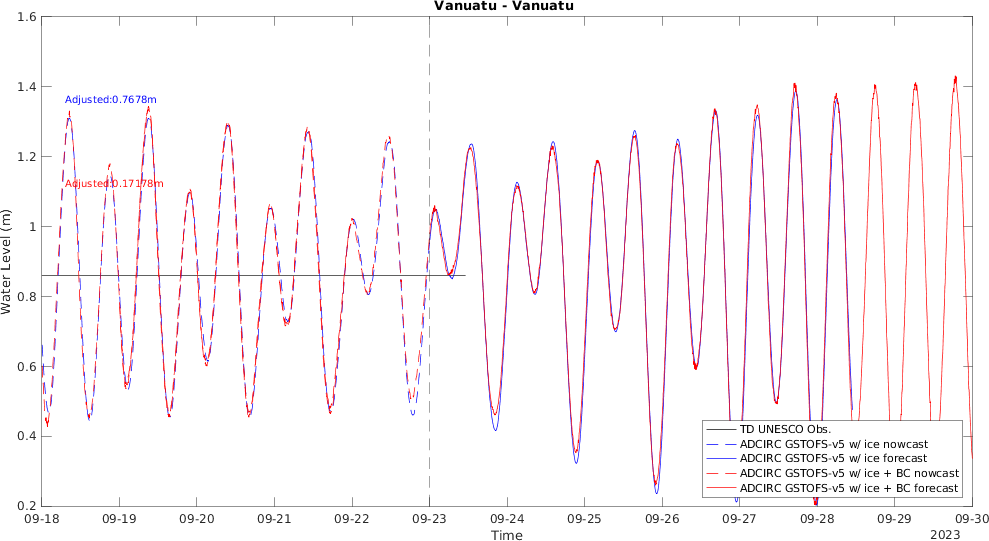 Vanuatu - Vanuatu
1.6
1.4
1.2
1
0.8
0.6
0.4
0.2
Water Level (m)
Adjusted:0.7678m
Adjusted:0.17178m
TD UNESCO Obs.
ADCIRC GSTOFS-v5 w/ ice nowcast
ADCIRC GSTOFS-v5 w/ ice forecast
ADCIRC GSTOFS-v5 w/ ice + BC nowcast
ADCIRC GSTOFS-v5 w/ ice + BC forecast
09-18 09-19 09-20 09-21 09-22 09-23 09-24 09-25 09-26 09-27 09-28 09-29 09-30
Time
2023